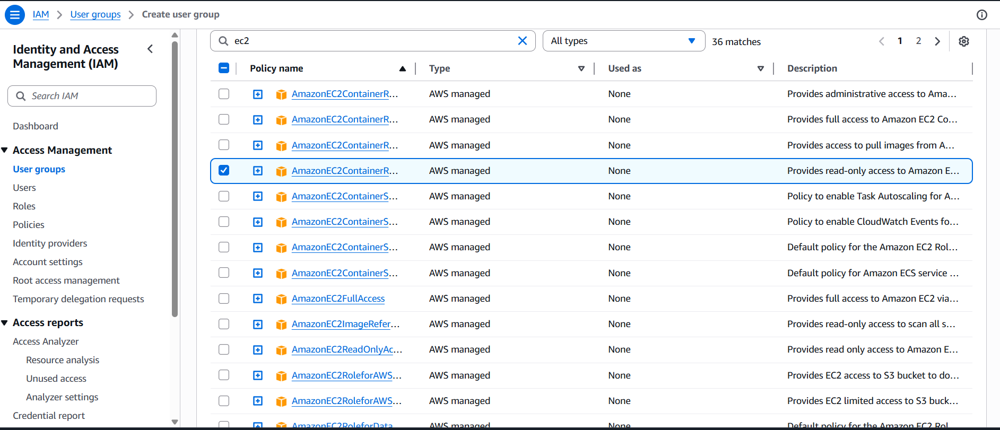 IAM > User groups > Create user group
Identity and Access
Management (IAM)
Search IAM
Dashboard
Access Management
User groups
Users
Roles
Policies
Identity providers
Account settings
Root access management
Temporary delegation requests
Access reports
Access Analyzer
Resource analysis
Unused access
Analyzer settings
Credential report
ec2
All types
36 matches
1 2
Policy name Type Used as Description
AmazonEC2ContainerR... AWS managed None Provides administrative access to Ama...
AmazonEC2ContainerR... AWS managed None Provides full access to Amazon EC2 Co...
AmazonEC2ContainerR... AWS managed None Provides access to pull images from A...
AmazonEC2ContainerR... AWS managed None Provides read-only access to Amazon E...
AmazonEC2ContainerS... AWS managed None Policy to enable Task Autoscaling for A...
AmazonEC2ContainerS... AWS managed None Policy to enable CloudWatch Events fo...
AmazonEC2ContainerS... AWS managed None Default policy for the Amazon EC2 Rol...
AmazonEC2ContainerS... AWS managed None Default policy for Amazon ECS service ...
AmazonEC2FullAccess AWS managed None Provides full access to Amazon EC2 via...
AmazonEC2ImageRefer... AWS managed None Provides read-only access to scan all s...
AmazonEC2ReadOnlyAc... AWS managed None Provides read only access to Amazon E...
AmazonEC2RoleforAWS... AWS managed None Provides EC2 access to S3 bucket to do...
AmazonEC2RoleforAWS... AWS managed None Provides EC2 limited access to S3 buck...
AmazonEC2RoleforData... AWS managed None Default policy for the Amazon EC2 Rol...